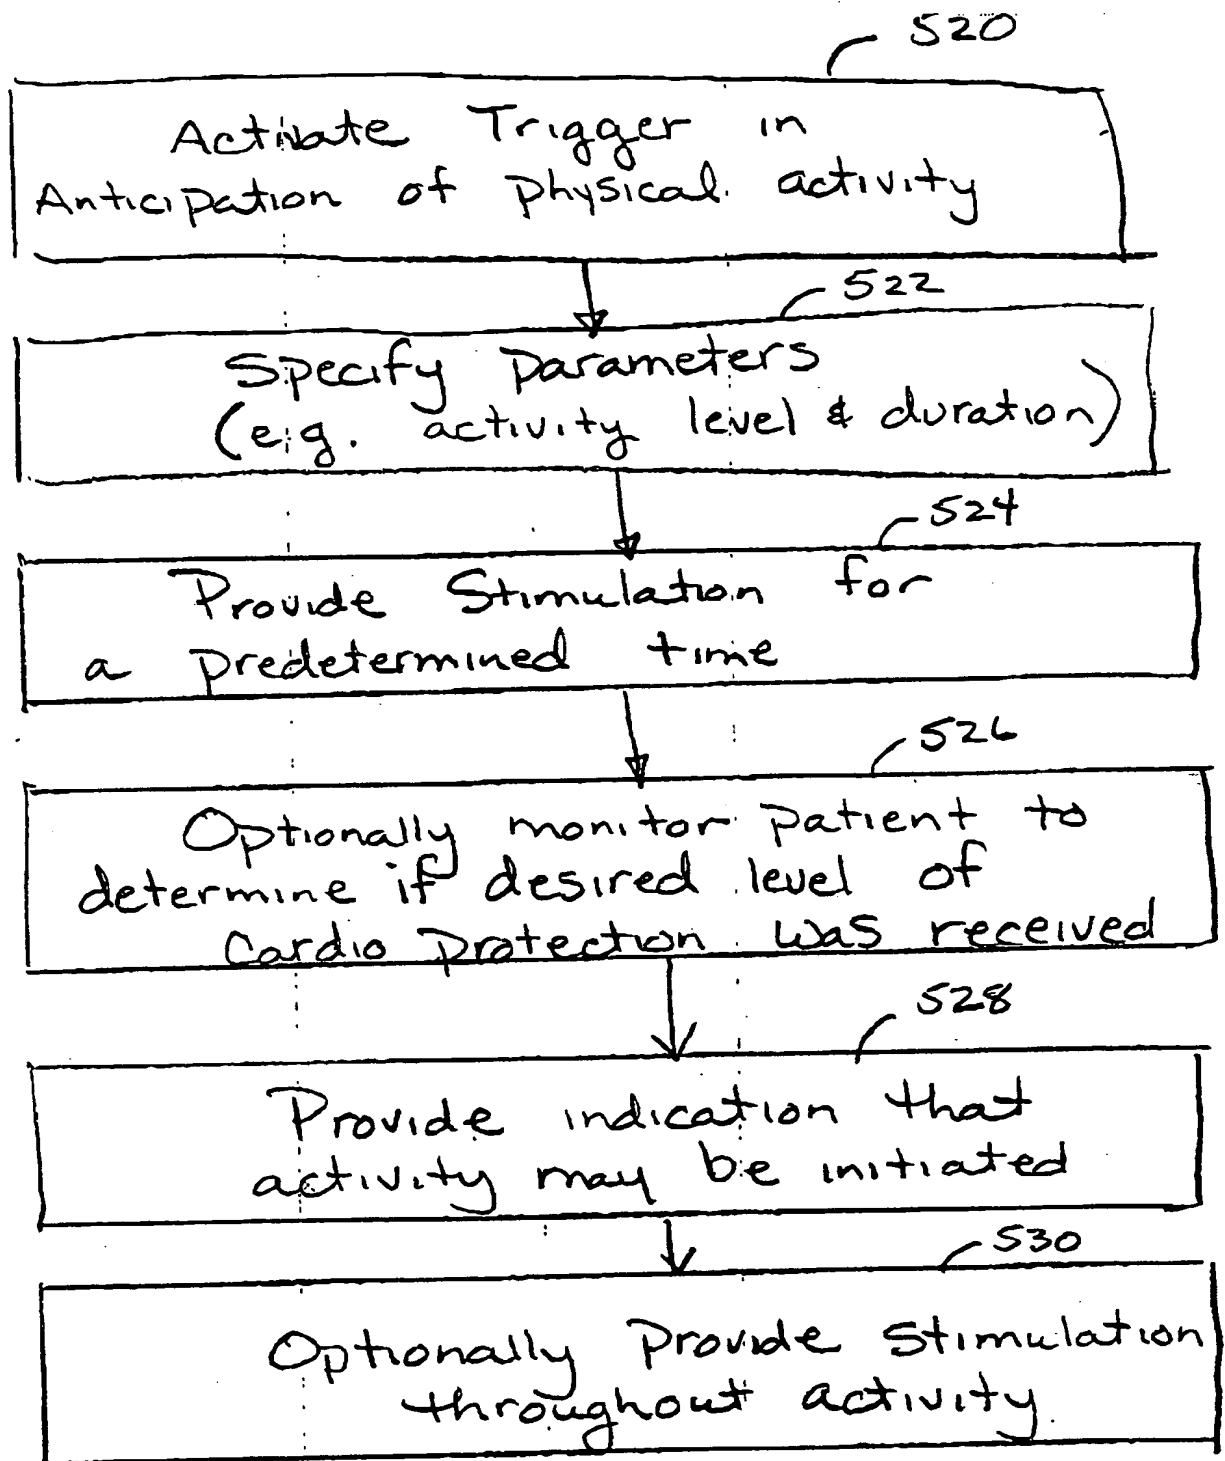 520
Activate Trigger in
Anticipation of physical activity
522
Specify Parameters
(e.g. activity level & duration)
524
Provide Stimulation for
a predetermined time
526
Optionally monitor patient to
determine if desired level of
Cardio protection was received
528
Provide indication that
activity may be initiated
530
Optionally Provide Stimulation
throughout activity